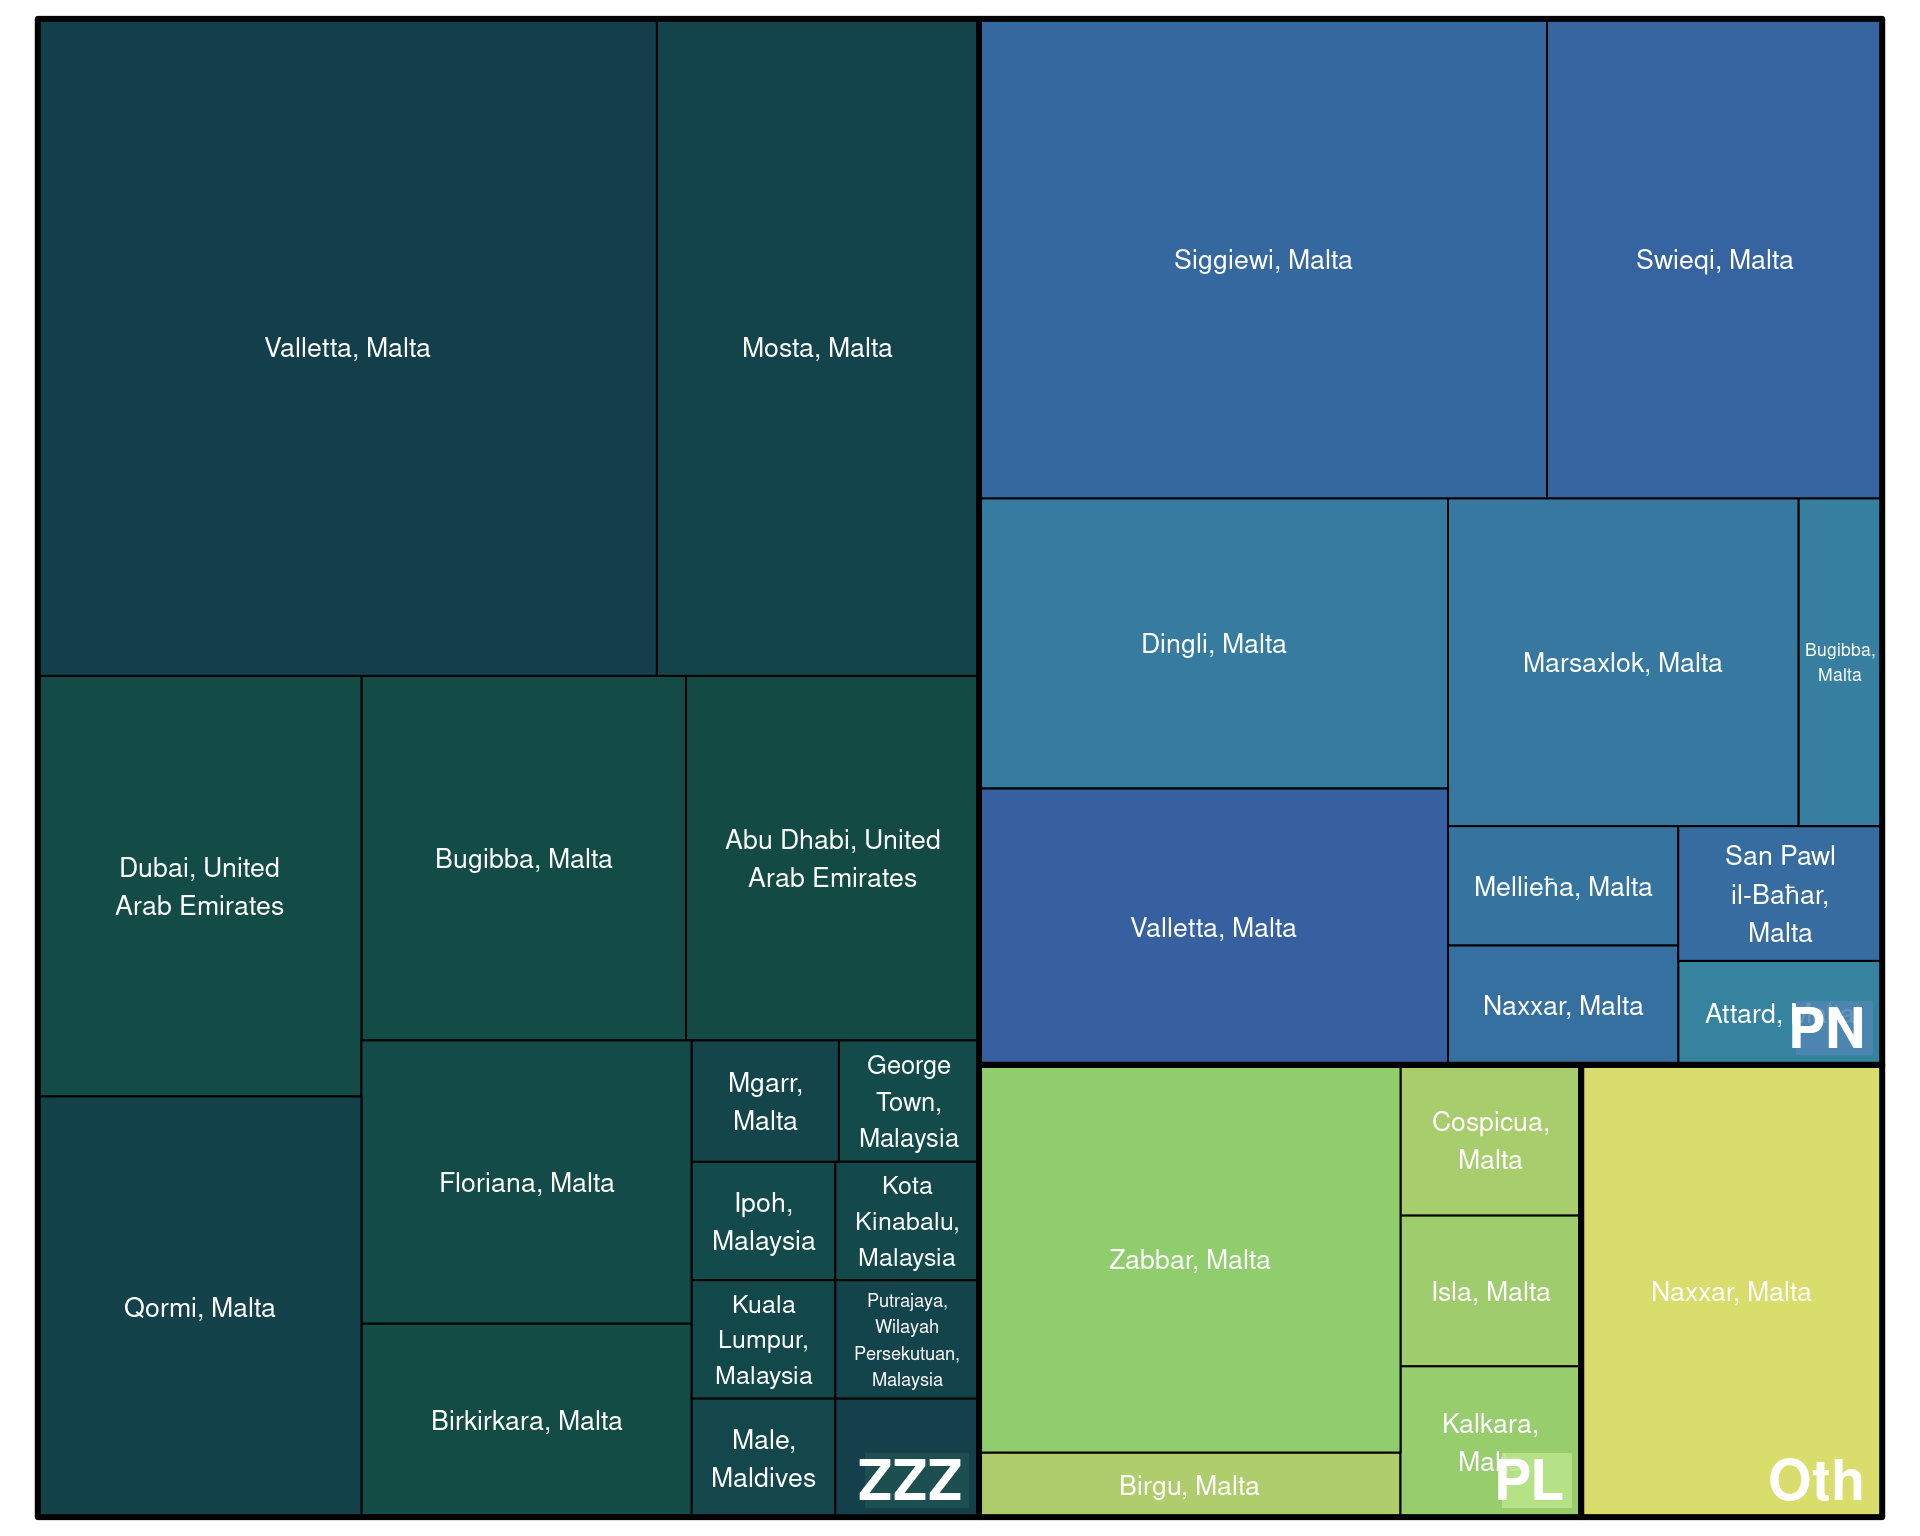 Valletta, Malta
Mosta, Malta
Dubai, United
Arab Emirates
Bugibba, Malta
Abu Dhabi, United
Arab Emirates
Qormi, Malta
Floriana, Malta
Birkirkara, Malta
Mgarr,
Malta
George
Town,
Malaysia
Ipoh,
Malaysia
Kota
Kinabalu,
Malaysia
Kuala
Lumpur,
Malaysia
Putrajaya,
Wilayah
Persekutuan,
Malaysia
Male,
Maldives
ZZZ
Siggiewi, Malta
Swieqi, Malta
Dingli, Malta
Marsaxlok, Malta
Bugibba,
Malta
Valletta, Malta
Mellieħa, Malta
San Pawl
il-Baħar,
Malta
Naxxar, Malta
Attard,
PN
Zabbar, Malta
Cospicua,
Malta
Isla, Malta
Kalkara,
Birgu, Malta
PL
Naxxar, Malta
Oth